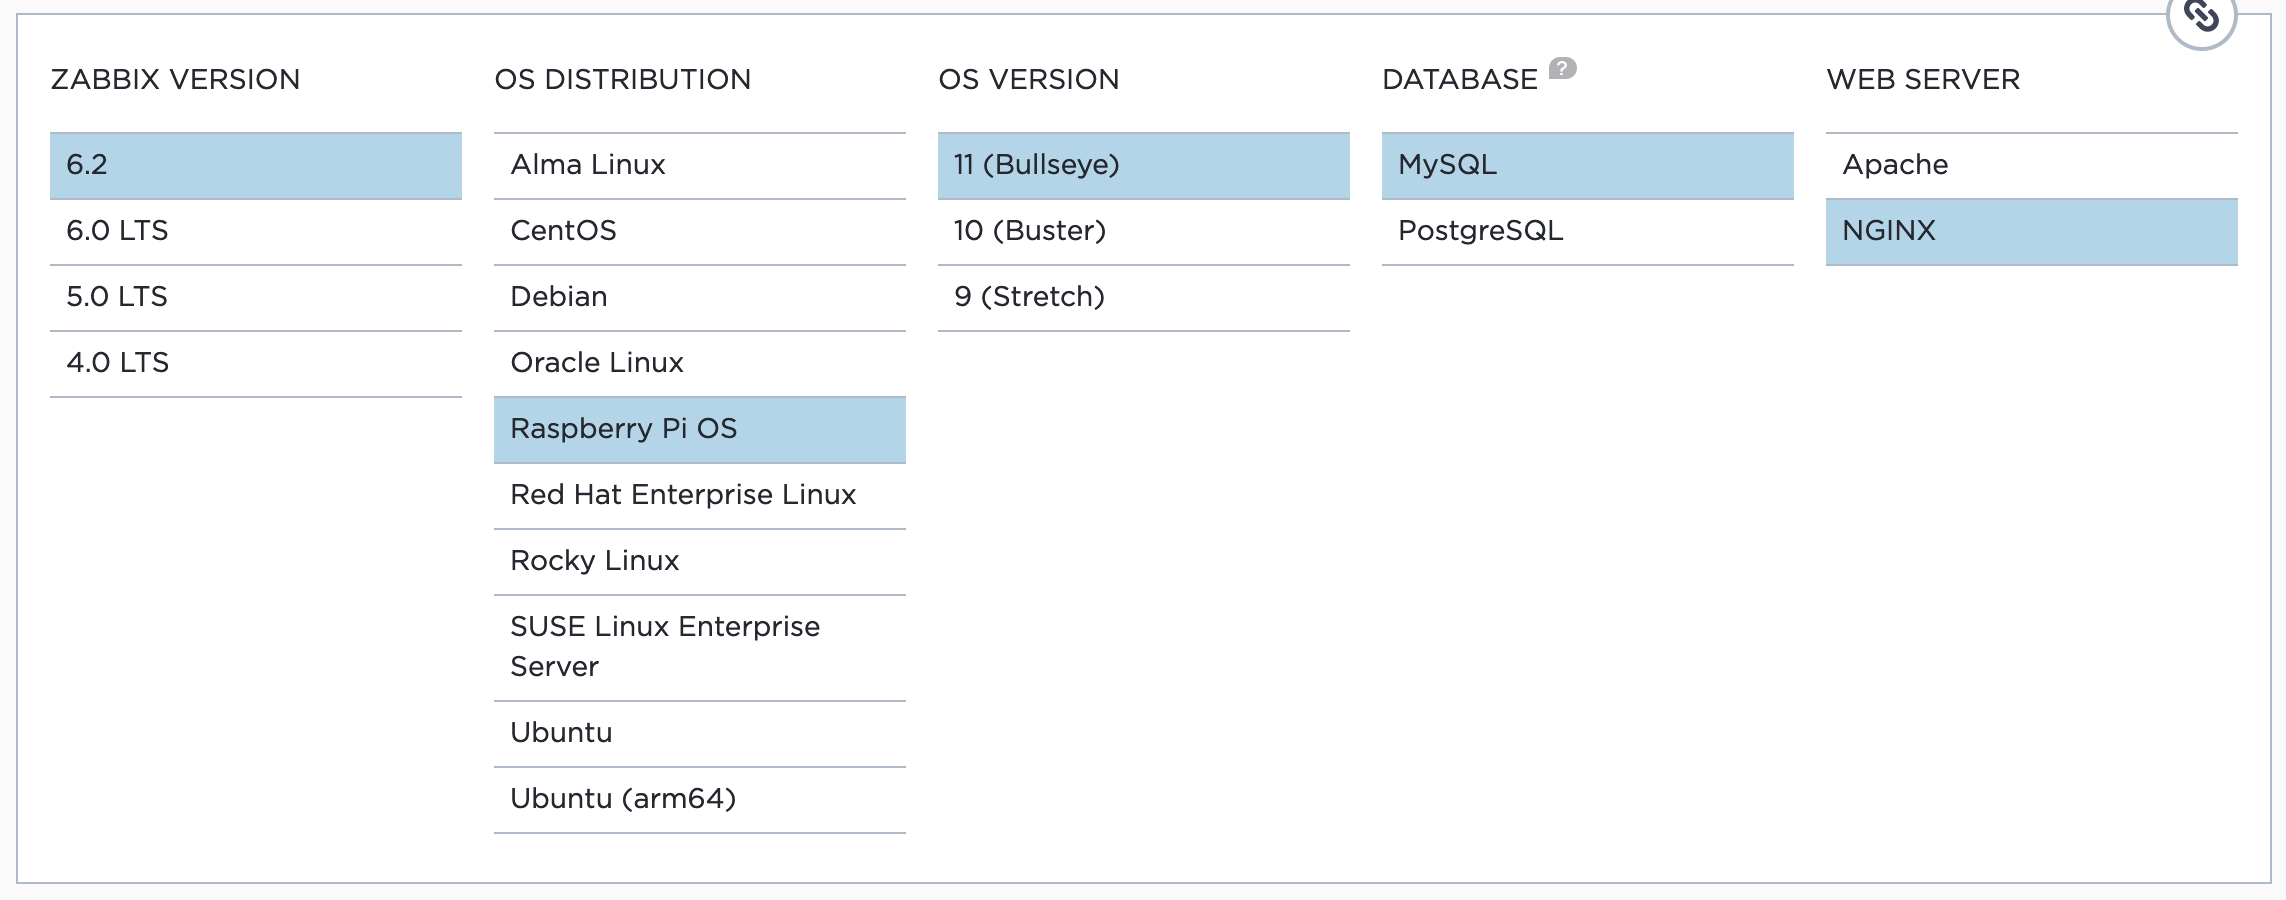 ZABBIX VERSION
6.2
6.0 LTS
5.0 LTS
4.0 LTS
OS DISTRIBUTION
Alma Linux
CentOS
Debian
Oracle Linux
Raspberry Pi OS
Red Hat Enterprise Linux
Rocky Linux
SUSE Linux Enterprise
Server
Ubuntu
Ubuntu (arm64)
OS VERSION
11 (Bullseye)
10 (Buster)
9 (Stretch)
DATABASE ?
MySQL
PostgreSQL
WEB SERVER
Apache
NGINX